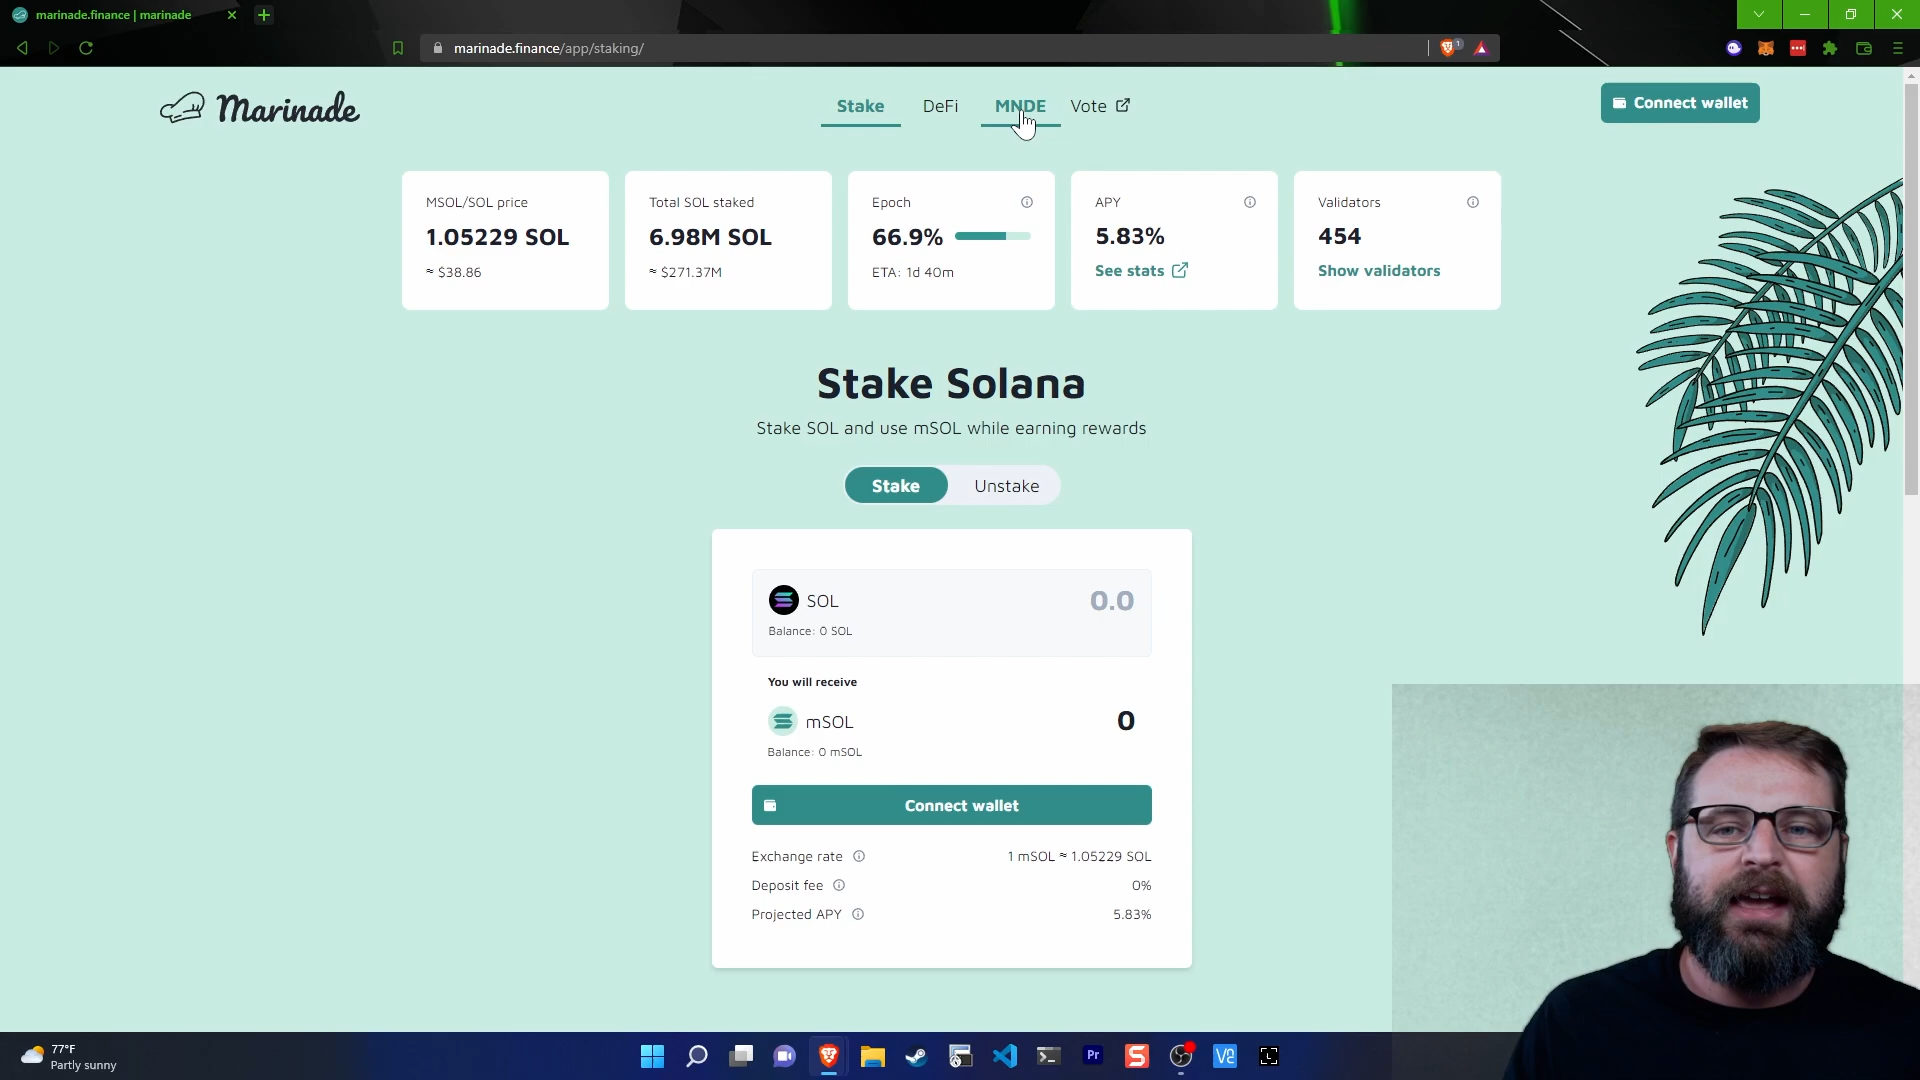 marinade.finance | marinade
marinade.finance/app/staking/
1
Marinade
Stake
DeFi
MNDE
Vote
Connect wallet
MSOL/SOL price
1.05229 SOL
≈ $38.86
Total SOL staked
6.98M SOL
≈ $271.37M
Epoch
66.9%
ETA: 1d 40m
APY
5.83%
See stats
Validators
454
Show validators
Stake Solana
Stake SOL and use mSOL while earning rewards
Stake
Unstake
SOL
0.0
Balance: 0 SOL
You will receive
mSOL
0
Balance: 0 mSOL
Connect wallet
Exchange rate
1 mSOL ≈ 1.05229 SOL
Deposit fee
0%
Projected APY
5.83%
77°F
Partly sunny
Pr
S
L